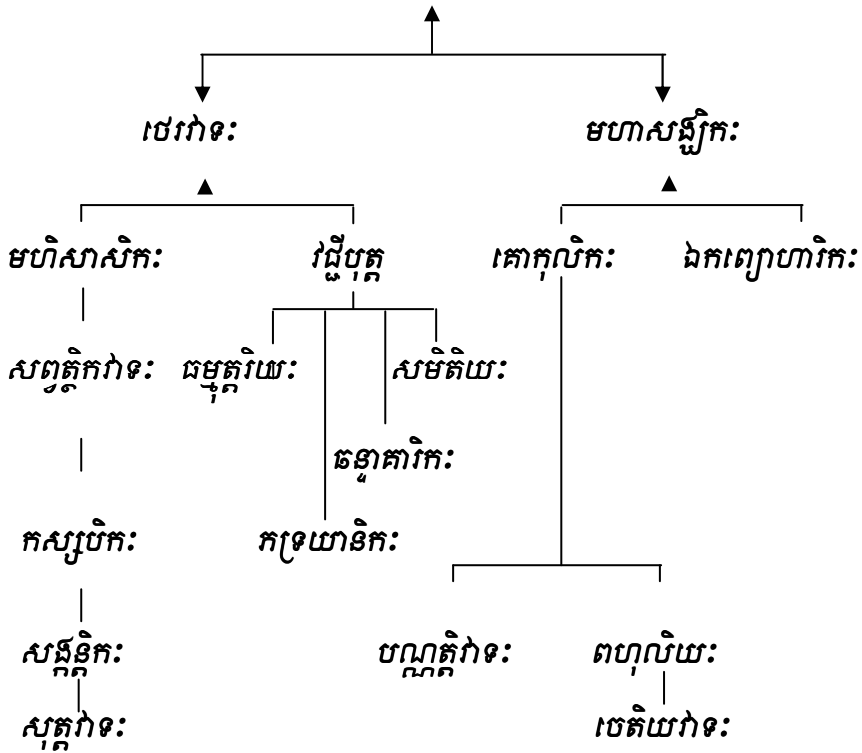 ថេរវាទៈ មហាសង្ឃិកៈ
មហិសាសិកៈ វជ្ជីបុត្ត គោកុលិកៈ ឯកព្យោហារិកៈ
សព្វត្ថិកវាទៈ ធម្មុត្តរិយៈ សមិតិយៈ
ឆន្ទាគារិកៈ
កស្សបិកៈ ភទ្រយានិកៈ
សង្កន្តិកៈ បណ្ណត្តិវាទៈ ពហុលិយៈ
សុត្តវាទៈ ចេតិយវាទៈ